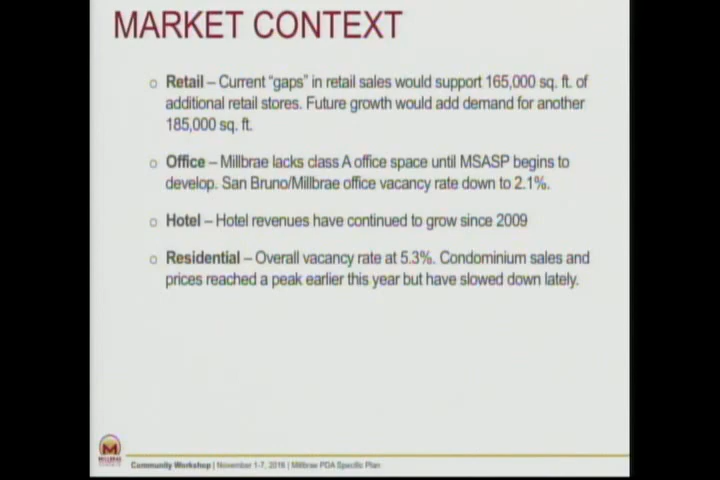 MARKET CONTEXT
○ Retail – Current “gaps” in retail sales would support 165,000 sq. ft. of
additional retail stores. Future growth would add demand for another
185,000 sq. ft.
○ Office – Millbrae lacks class A office space until MSASP begins to
develop. San Bruno/Millbrae office vacancy rate down to 2.1%.
○ Hotel – Hotel revenues have continued to grow since 2009
○ Residential – Overall vacancy rate at 5.3%. Condominium sales and
prices reached a peak earlier this year but have slowed down lately.
M
MILLBRAE
Community Workshop | November 1-7, 2016 | Millbrae PDA Specific Plan